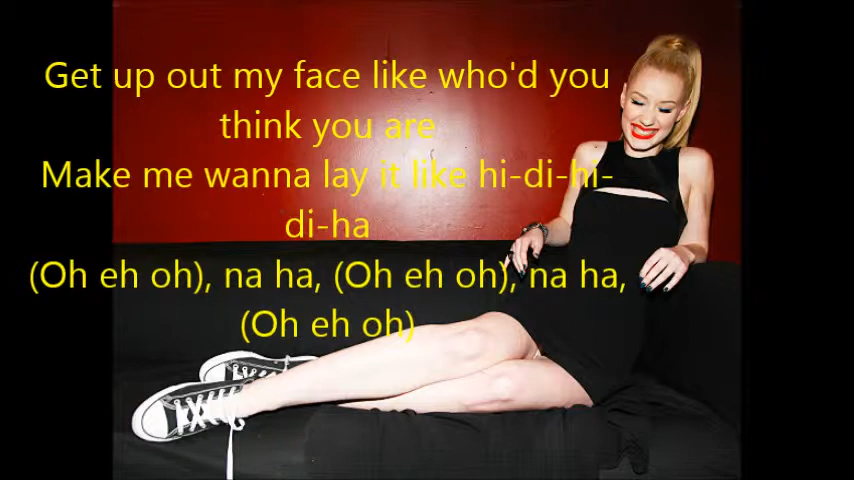 Get up out my face like who'd you
think you are
Make me wanna lay it like hi-di-hi-
di-ha
(Oh eh oh), na ha, (Oh eh oh), na ha,
(Oh eh oh)